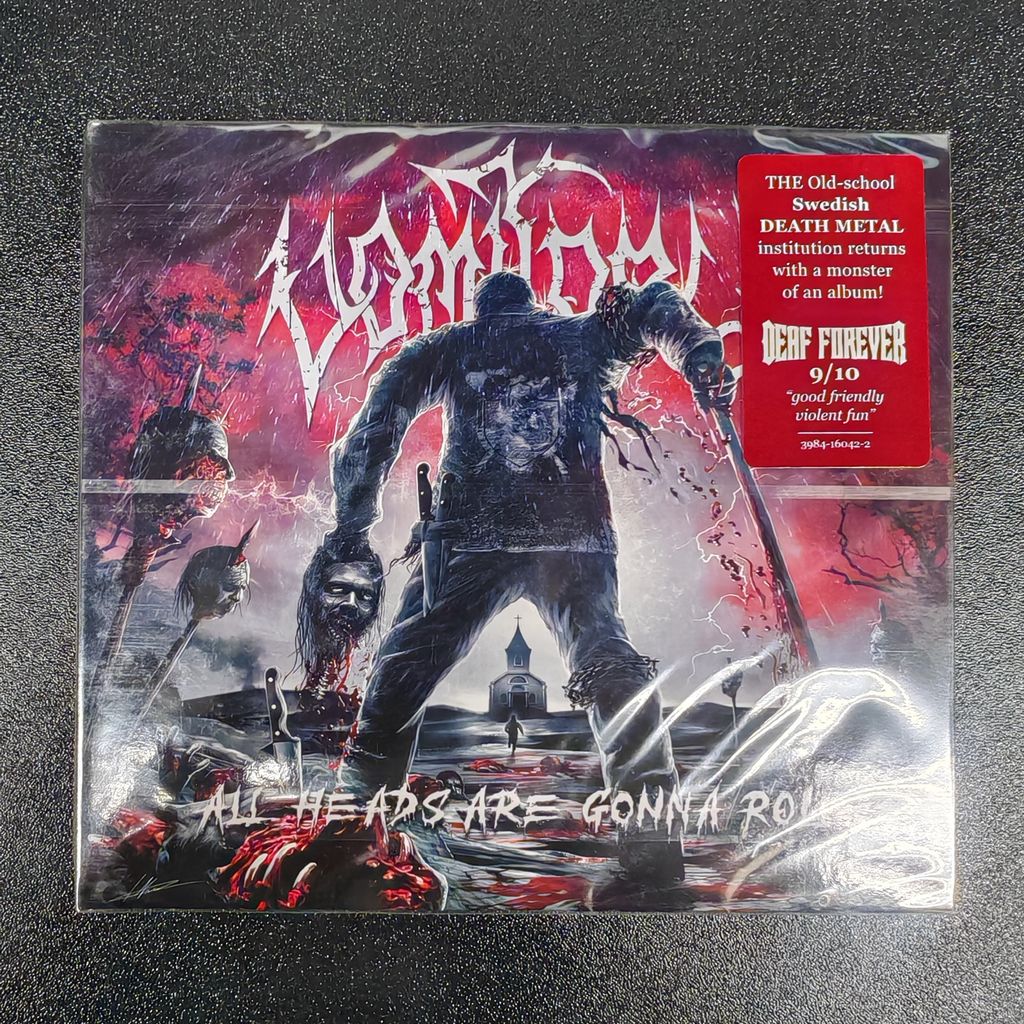 Vomitory
THE Old-school
Swedish
DEATH METAL
institution returns
with a monster
of an album!
DEAF FOREVER
9/10
"good friendly
violent fun"
3984-16042-2
ALL HEADS ARE GONNA ROLL